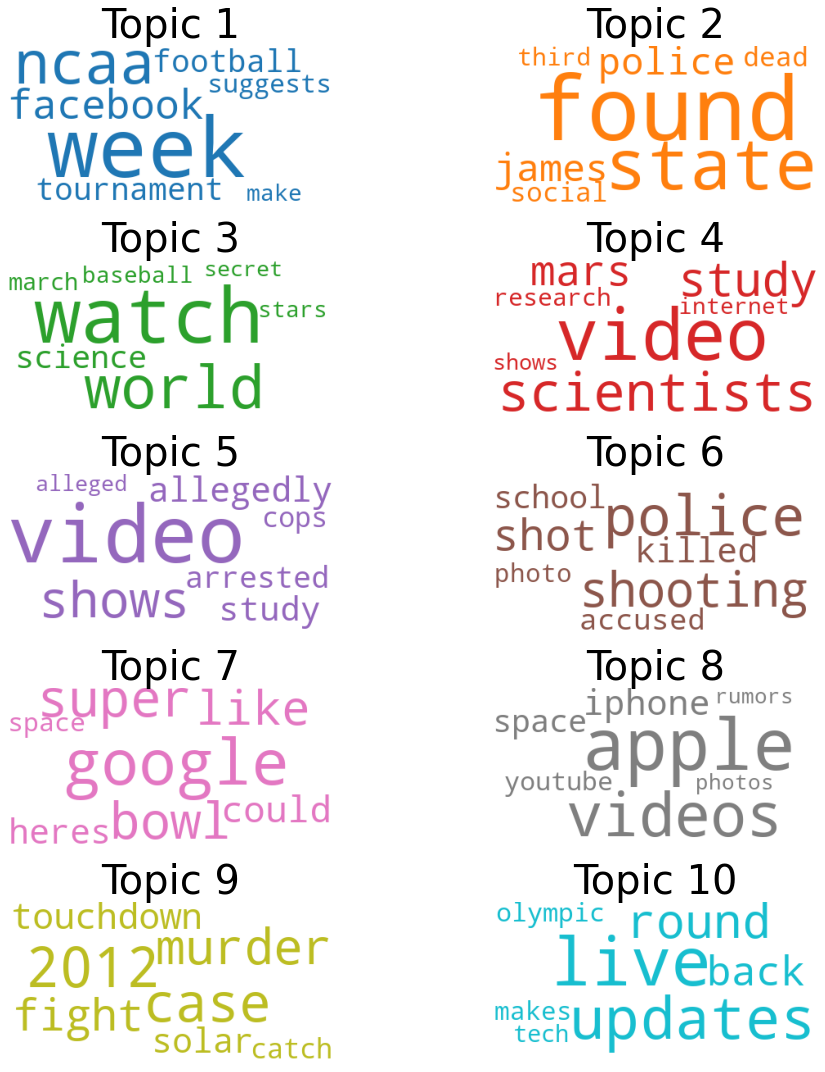 Topic 1
ncaa football
suggests
facebook
week
tournament make
Topic 2
third police dead
found
james state
social
Topic 3
march baseball secret
watch stars
science
world
Topic 4
mars study
research internet
video
shows
scientists
Topic 5
alleged allegedly
video cops
arrested
shows study
Topic 6
school police
shot killed
photo shooting
accused
Topic 7
super like
space
google
heres bowl could
Topic 8
iphone rumors
space apple
youtube photos
videos
Topic 9
touchdown
2012 murder
fight case
solar catch
Topic 10
olympic round
live back
makes updates
tech